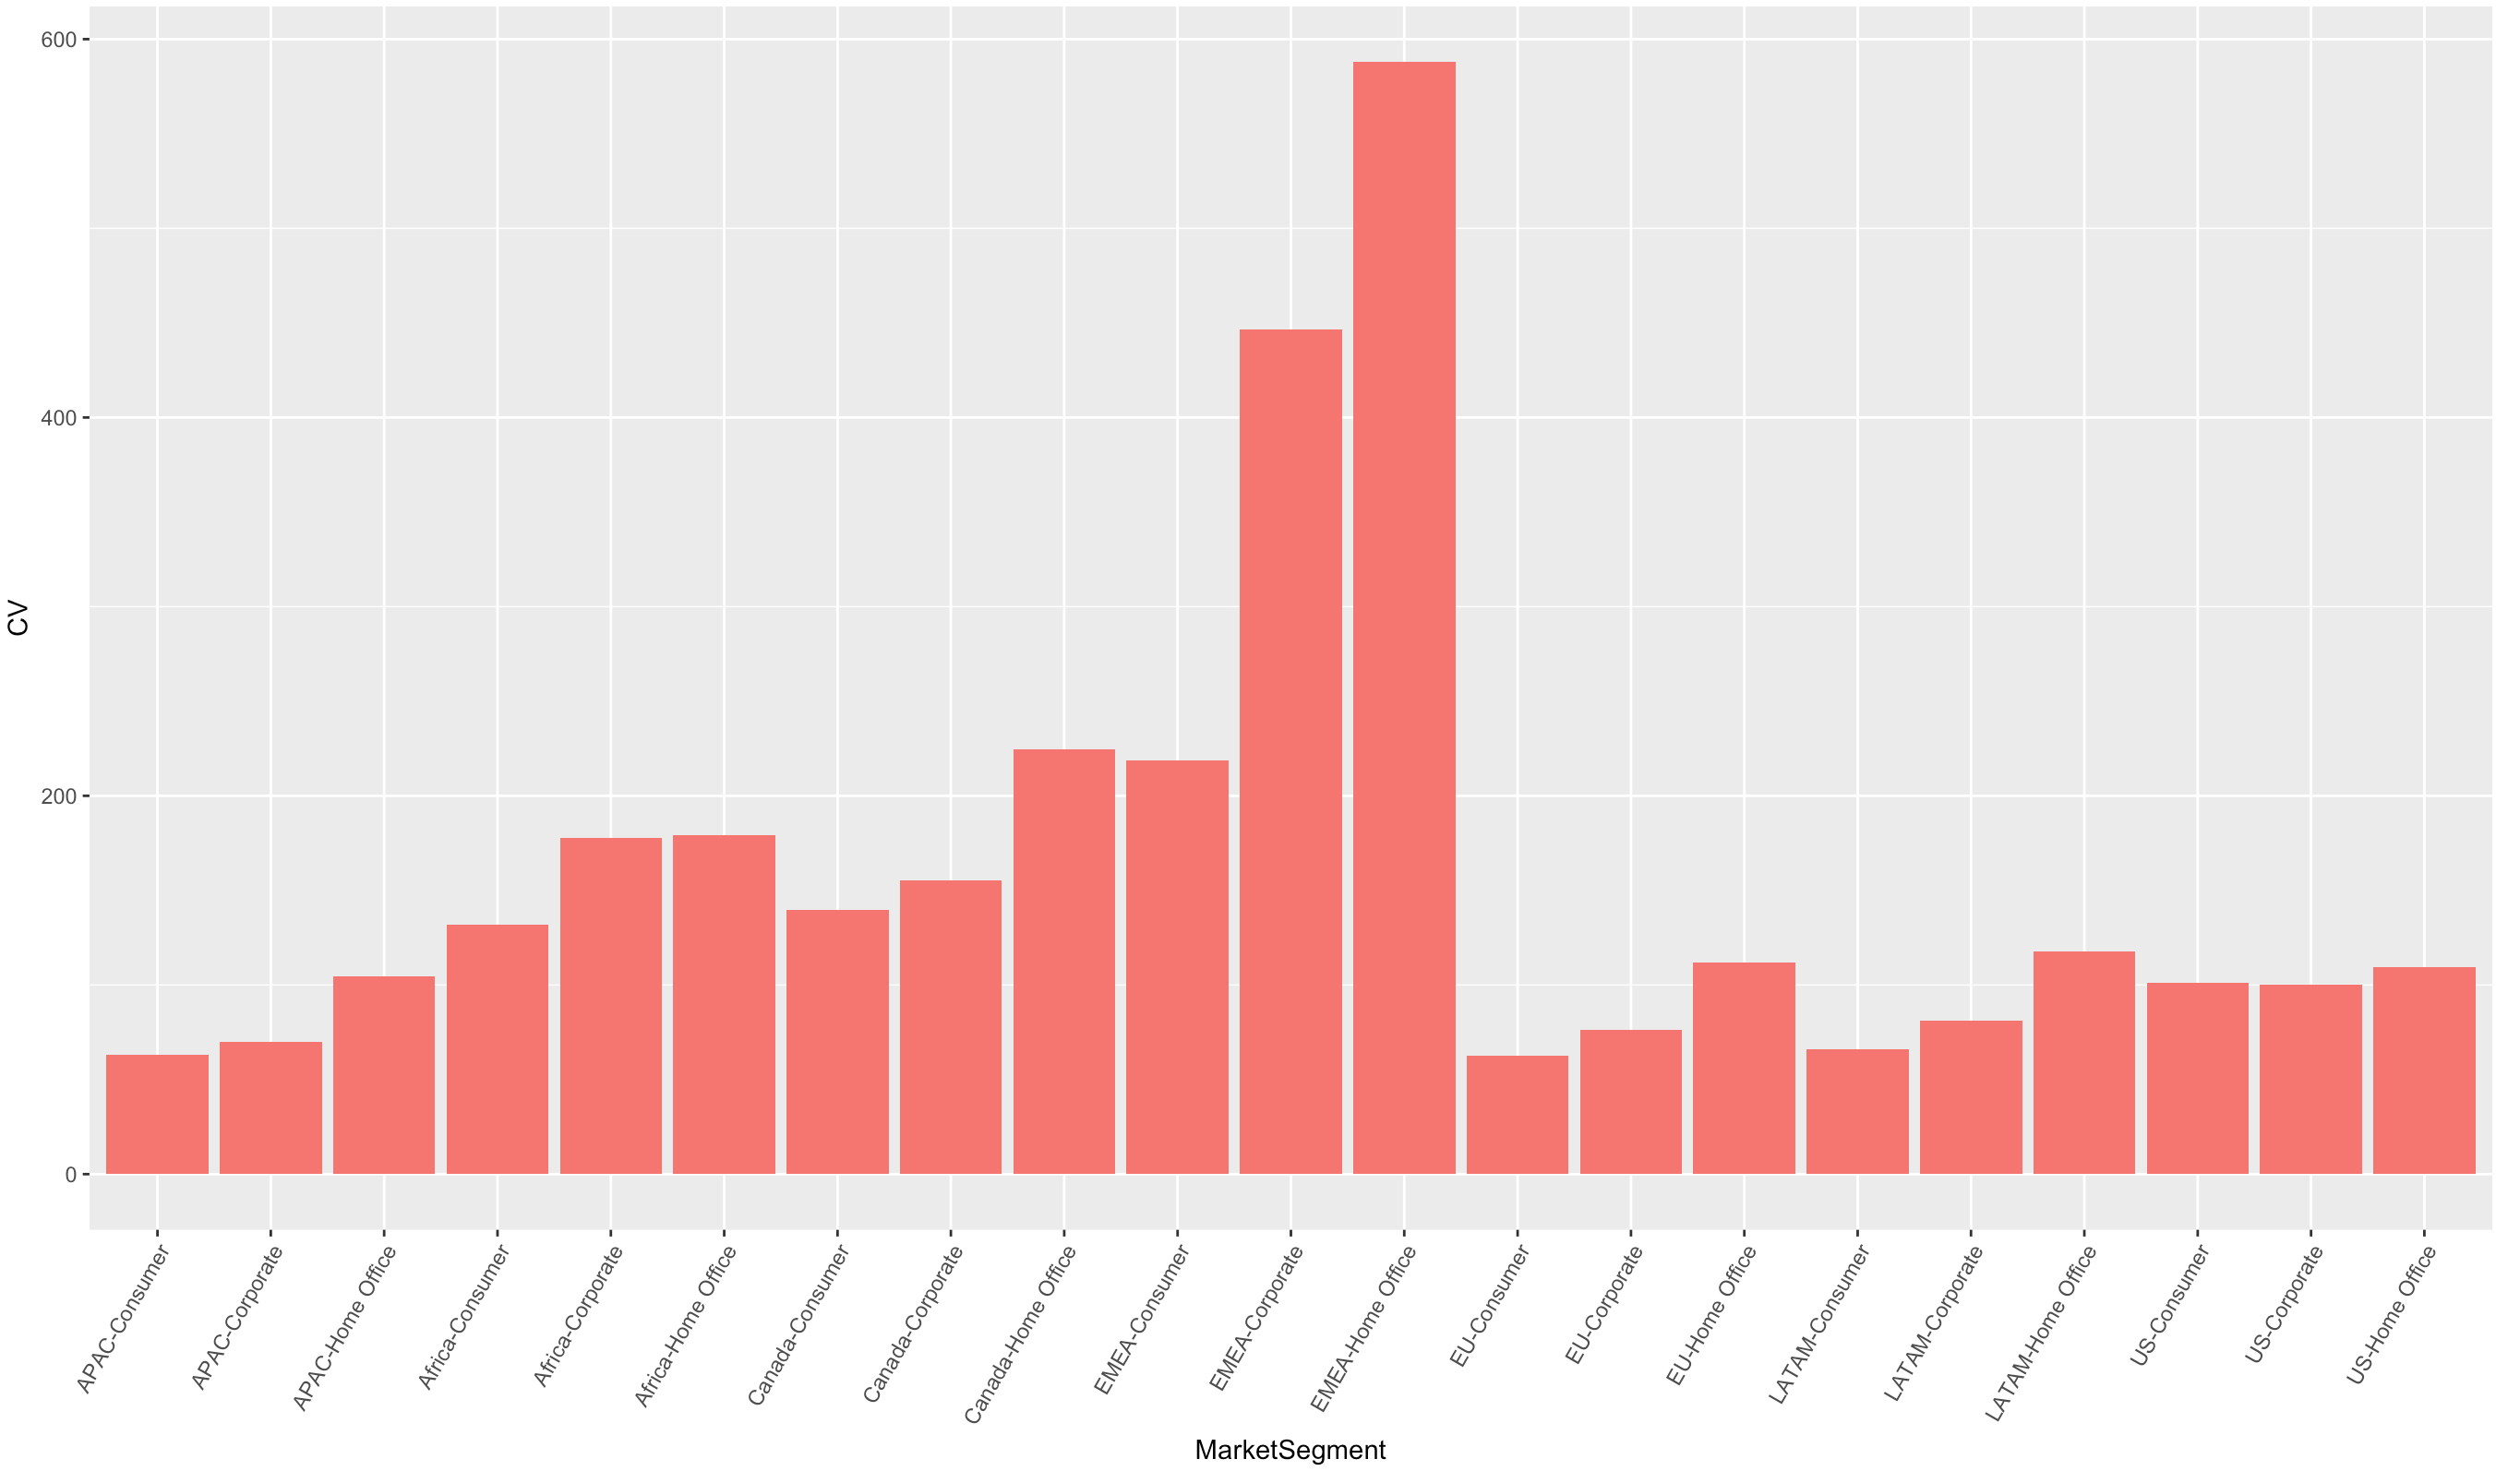 600
400
200
0
CV
APAC-Consumer
APAC-Corporate
APAC-Home Office
Africa-Consumer
Africa-Corporate
Africa-Home Office
Canada-Consumer
Canada-Corporate
Canada-Home Office
EMEA-Consumer
EMEA-Corporate
EMEA-Home Office
EU-Consumer
EU-Corporate
EU-Home Office
LATAM-Consumer
LATAM-Corporate
LATAM-Home Office
US-Consumer
US-Corporate
US-Home Office
MarketSegment